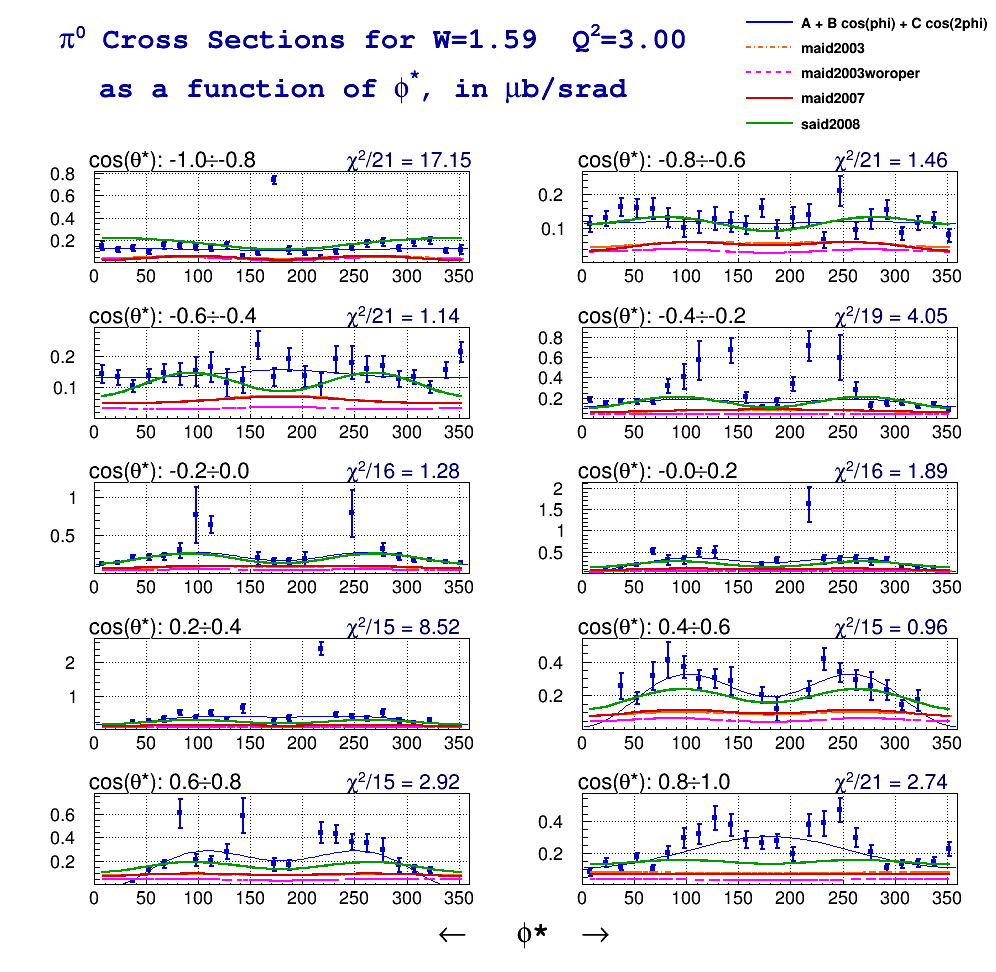 π⁰ Cross Sections for W=1.59 Q²=3.00
as a function of ϕ*, in μb/srad
A + B cos(phi) + C cos(2phi)
maid2003
maid2003woroper
maid2007
said2008
cos(θ*): -1.0÷-0.8 χ²/21 = 17.15
0.8
0.6
0.4
0.2
0 50 100 150 200 250 300 350
cos(θ*): -0.8÷-0.6 χ²/21 = 1.46
0.2
0.1
0 50 100 150 200 250 300 350
cos(θ*): -0.6÷-0.4 χ²/21 = 1.14
0.2
0.1
0 50 100 150 200 250 300 350
cos(θ*): -0.4÷-0.2 χ²/19 = 4.05
0.8
0.6
0.4
0.2
0 50 100 150 200 250 300 350
cos(θ*): -0.2÷0.0 χ²/16 = 1.28
1
0.5
0 50 100 150 200 250 300 350
cos(θ*): -0.0÷0.2 χ²/16 = 1.89
2
1.5
1
0.5
0 50 100 150 200 250 300 350
cos(θ*): 0.2÷0.4 χ²/15 = 8.52
2
1
0 50 100 150 200 250 300 350
cos(θ*): 0.4÷0.6 χ²/15 = 0.96
0.4
0.2
0 50 100 150 200 250 300 350
cos(θ*): 0.6÷0.8 χ²/15 = 2.92
0.6
0.4
0.2
0 50 100 150 200 250 300 350
cos(θ*): 0.8÷1.0 χ²/21 = 2.74
0.4
0.2
0 50 100 150 200 250 300 350
← ϕ* →